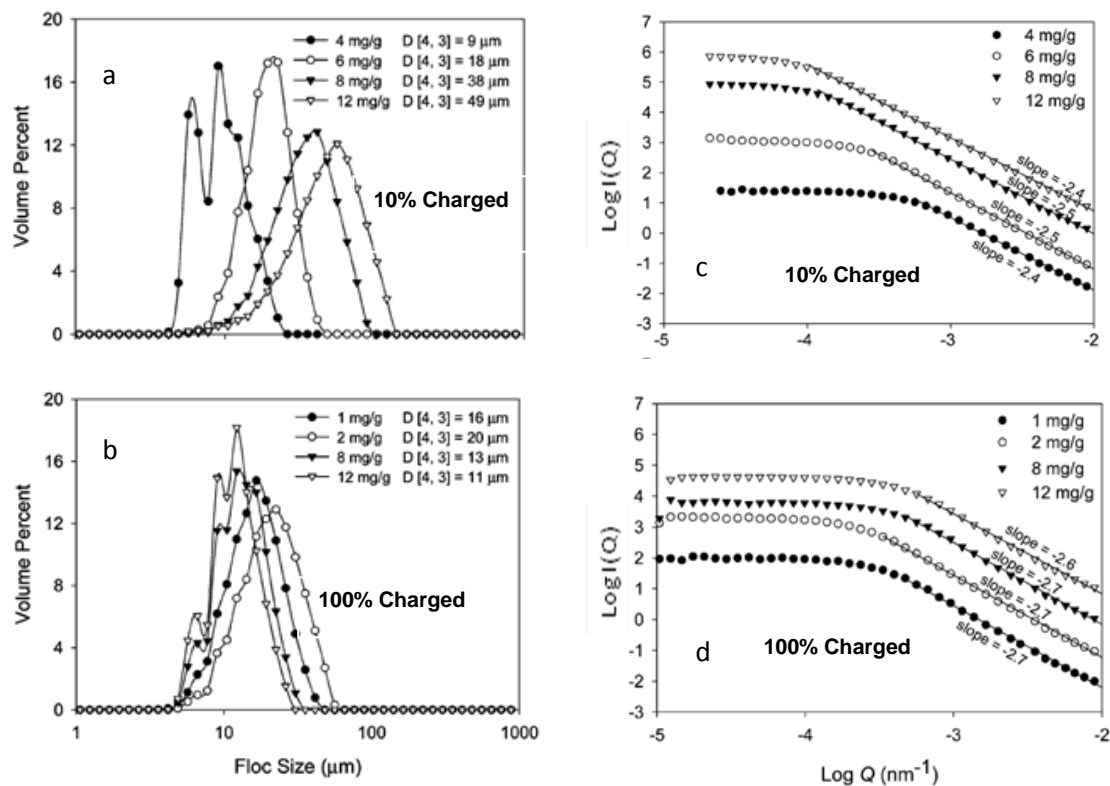 20
16
12
8
4
0
Volume Percent
a
4 mg/g D [4, 3] = 9 μm
6 mg/g D [4, 3] = 18 μm
8 mg/g D [4, 3] = 38 μm
12 mg/g D [4, 3] = 49 μm
10% Charged
7
6
5
4
3
2
1
0
-1
-2
-3
Log I(Q)
4 mg/g
6 mg/g
8 mg/g
12 mg/g
slope = -2.4
slope = -2.5
slope = -2.5
slope = -2.4
c
10% Charged
-5 -4 -3 -2
20
16
12
8
4
0
Volume Percent
b
1 mg/g D [4, 3] = 16 μm
2 mg/g D [4, 3] = 20 μm
8 mg/g D [4, 3] = 13 μm
12 mg/g D [4, 3] = 11 μm
100% Charged
1 10 100 1000
Floc Size (μm)
7
6
5
4
3
2
1
0
-1
-2
-3
Log I(Q)
1 mg/g
2 mg/g
8 mg/g
12 mg/g
slope = -2.6
slope = -2.7
slope = -2.7
slope = -2.7
d
100% Charged
-5 -4 -3 -2
Log Q (nm⁻¹)